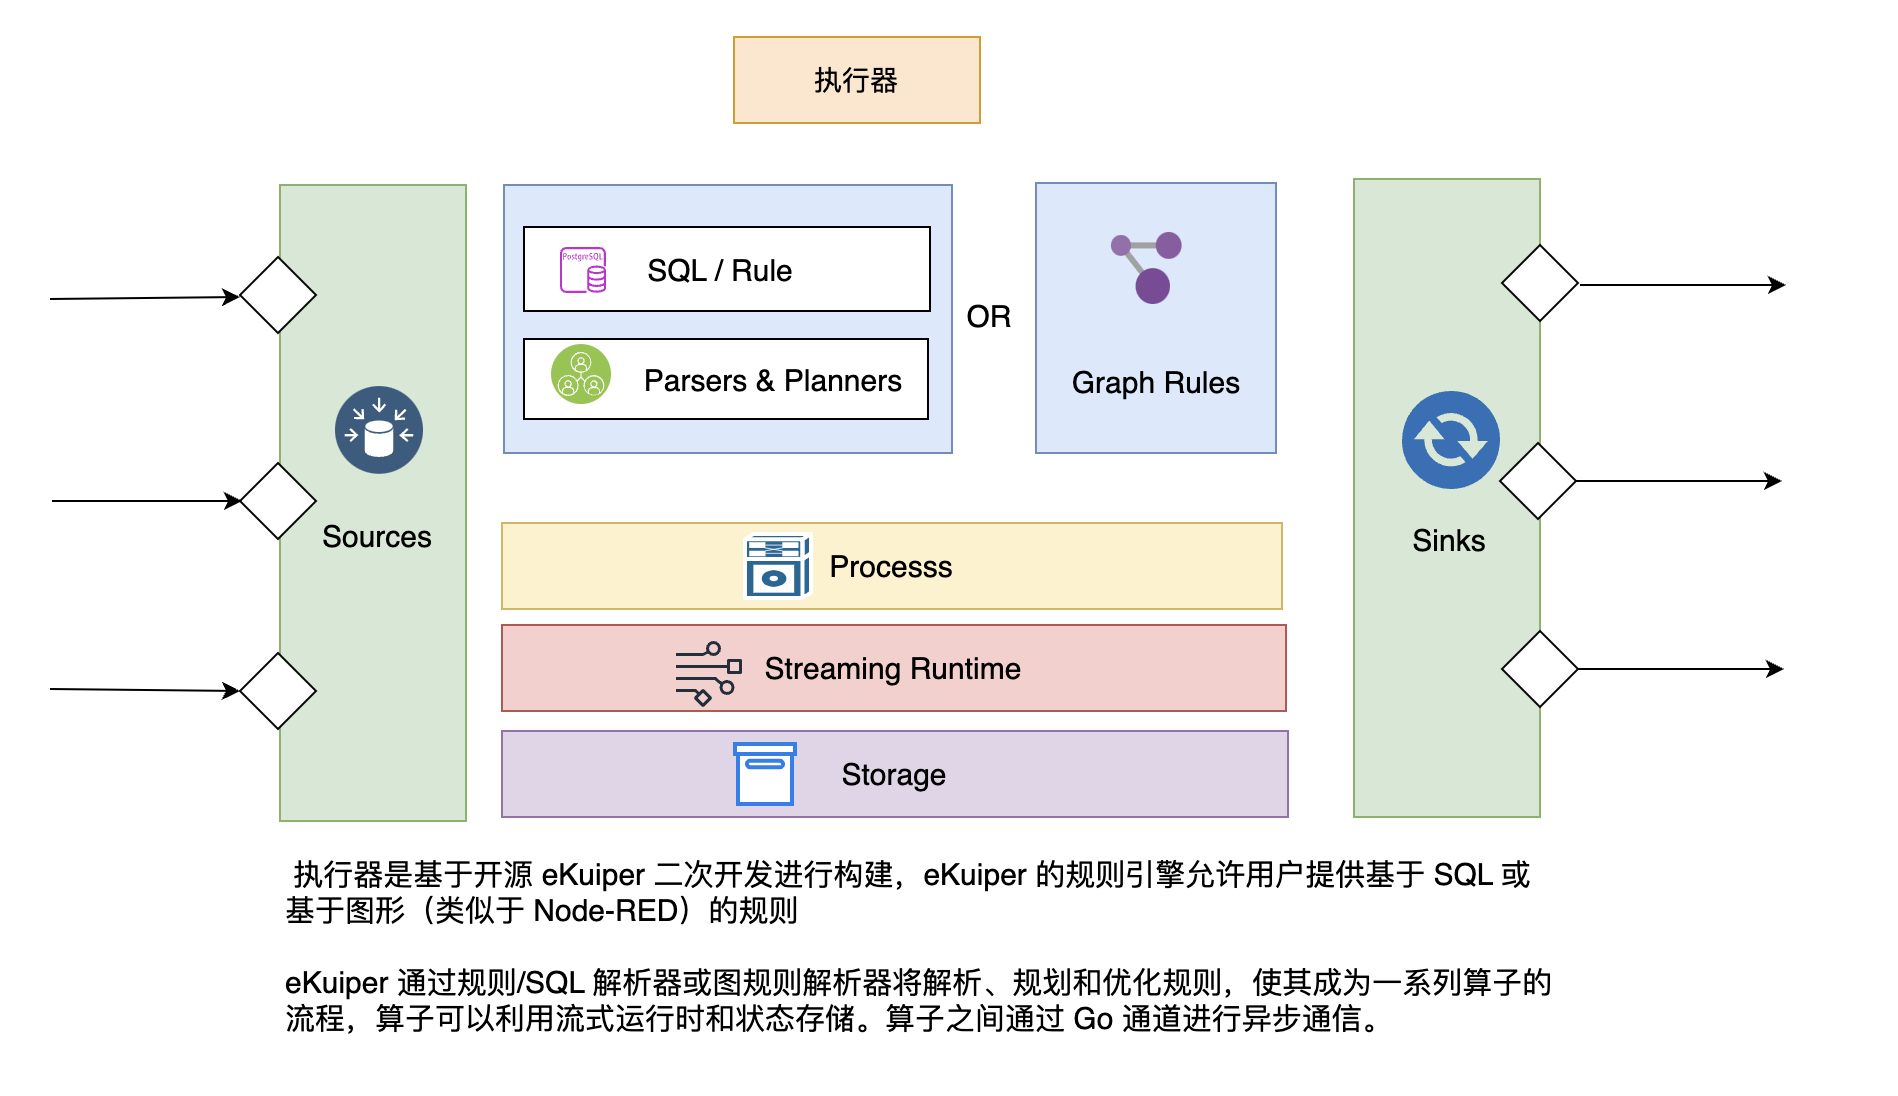 执行器
PostgreSQL
SQL / Rule
Parsers & Planners
OR
Graph Rules
Sources
Sinks
Processs
Streaming Runtime
Storage
执行器是基于开源 eKuiper 二次开发进行构建，eKuiper 的规则引擎允许用户提供基于 SQL 或
基于图形（类似于 Node-RED）的规则
eKuiper 通过规则/SQL 解析器或图规则解析器将解析、规划和优化规则，使其成为一系列算子的
流程，算子可以利用流式运行时和状态存储。算子之间通过 Go 通道进行异步通信。